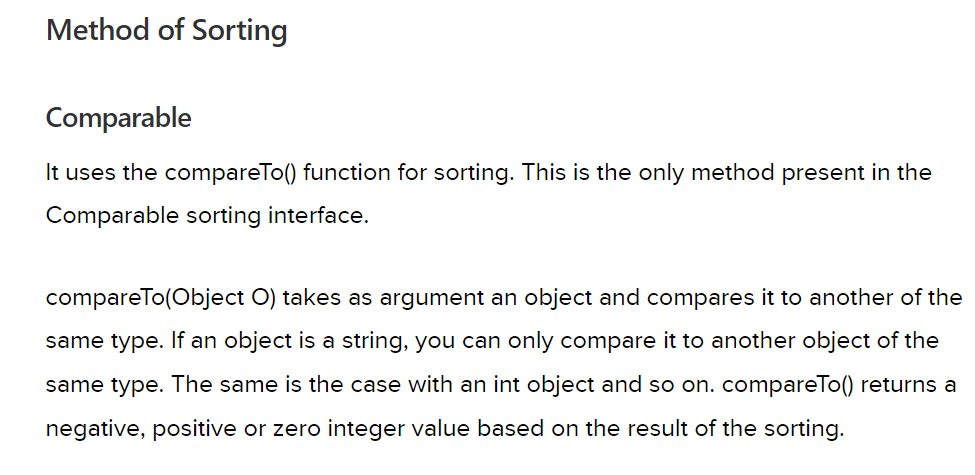 Method of Sorting
Comparable
It uses the compareTo() function for sorting. This is the only method present in the
Comparable sorting interface.
compareTo(Object O) takes as argument an object and compares it to another of the
same type. If an object is a string, you can only compare it to another object of the
same type. The same is the case with an int object and so on. compareTo() returns a
negative, positive or zero integer value based on the result of the sorting.